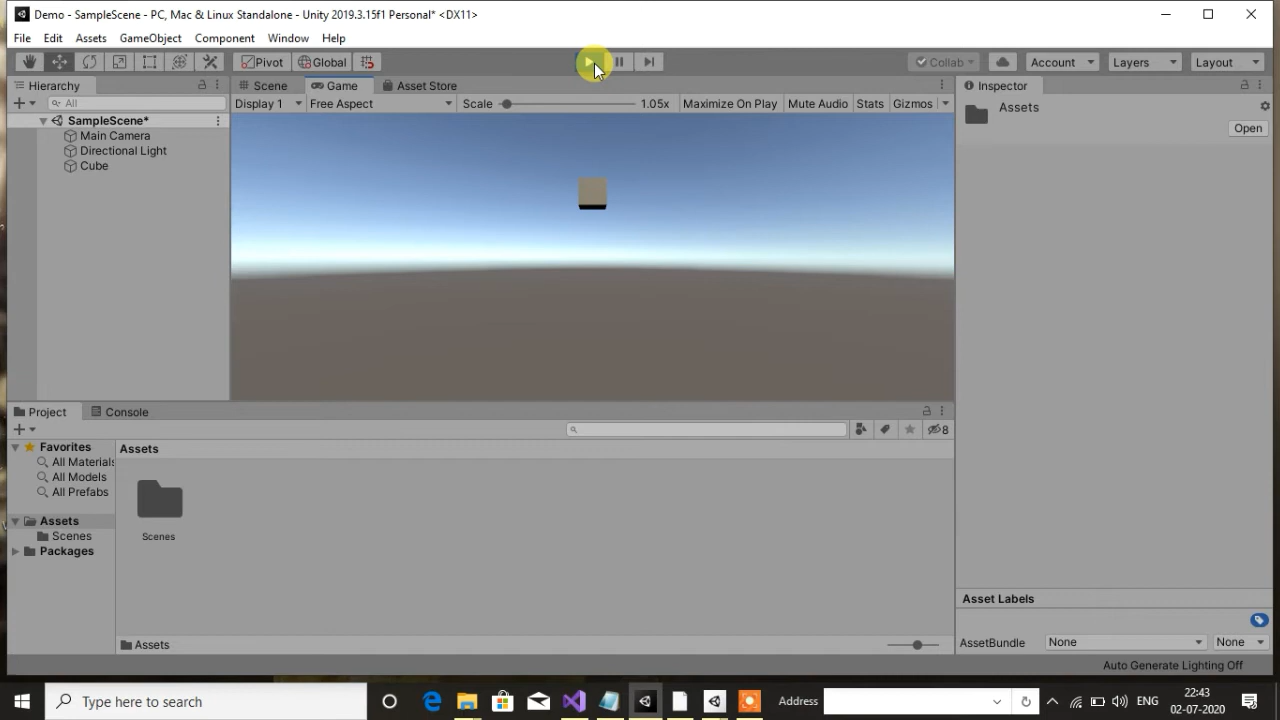 Demo - SampleScene - PC, Mac & Linux Standalone - Unity 2019.3.15f1 Personal* <DX11>
File Edit Assets GameObject Component Window Help
Pivot Global Collab Account Layers Layout
Hierarchy Scene Game Asset Store Inspector
All Display 1 Free Aspect Scale 1.05x Maximize On Play Mute Audio Stats Gizmos Assets
Open
SampleScene*
Main Camera
Directional Light
Cube
Project Console
8
Favorites Assets
All Materials
All Models
All Prefabs
Assets
Scenes Scenes
Packages
Asset Labels
Assets AssetBundle None None
Auto Generate Lighting Off
Type here to search Address ENG 22:43
02-07-2020